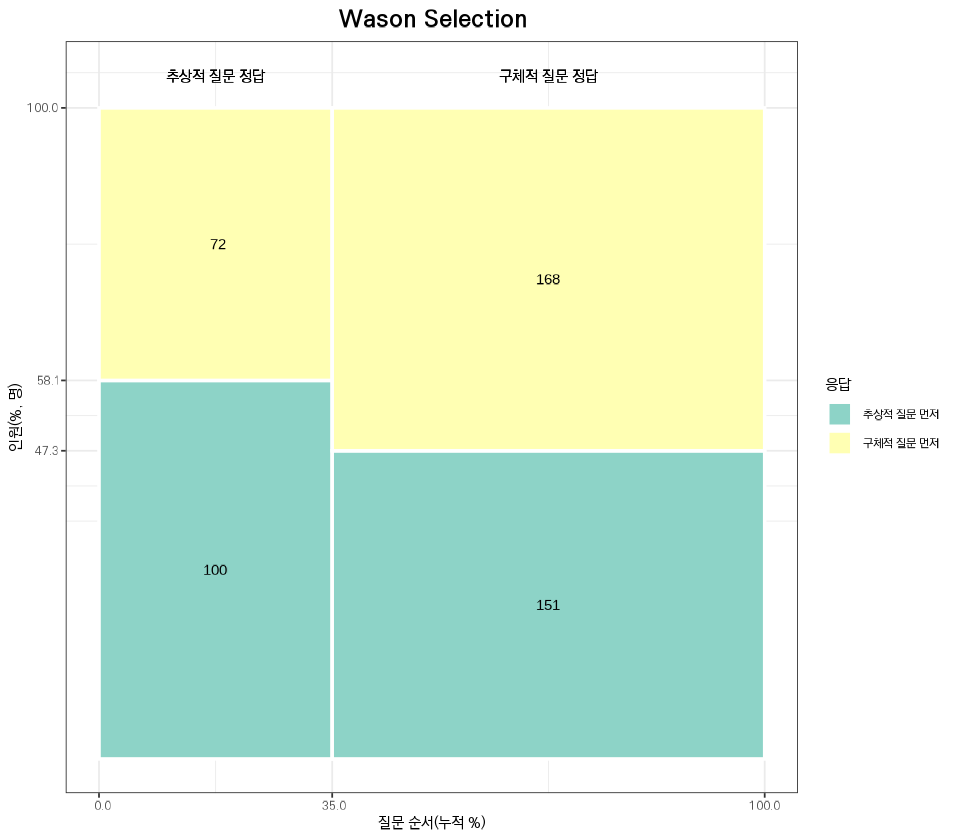 Wason Selection
추상적 질문 정답
구체적 질문 정답
100.0
72
168
58.1
응답
추상적 질문 먼저
인원(%, 명)
구체적 질문 먼저
47.3
100
151
0.0
35.0
100.0
질문 순서(누적 %)